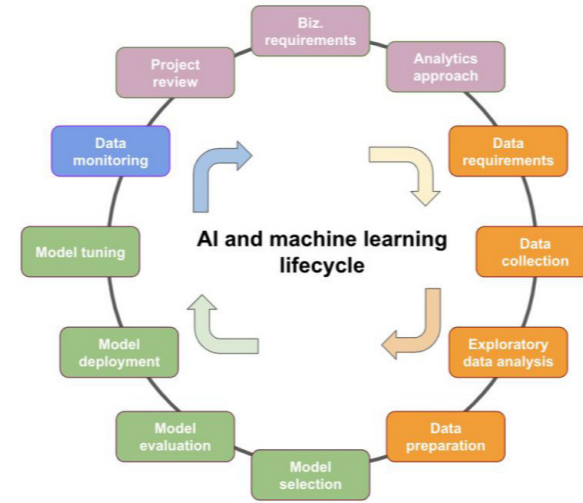 Biz.
requirements
Analytics
approach
Data
requirements
Data
collection
Exploratory
data analysis
Data
preparation
Model
selection
Model
evaluation
Model
deployment
Model tuning
Data
monitoring
Project
review
AI and machine learning
lifecycle